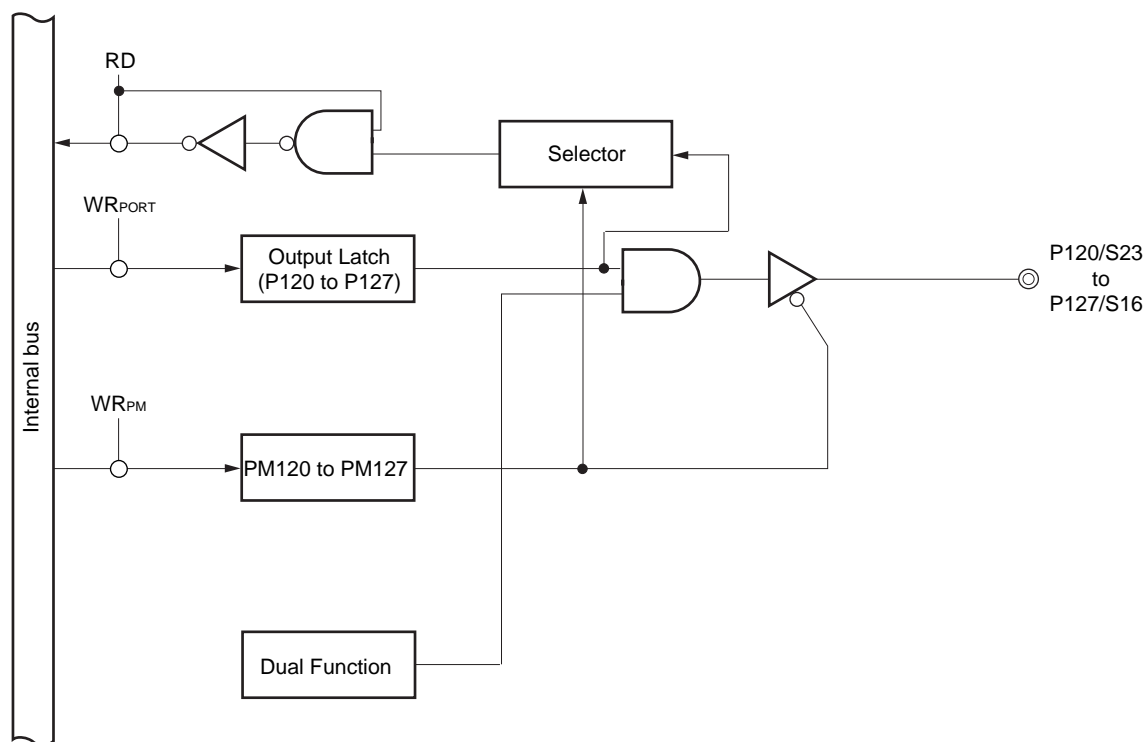 RD
Selector
WRPORT
Output Latch
(P120 to P127)
P120/S23
to
P127/S16
Internal bus
WRPM
PM120 to PM127
Dual Function